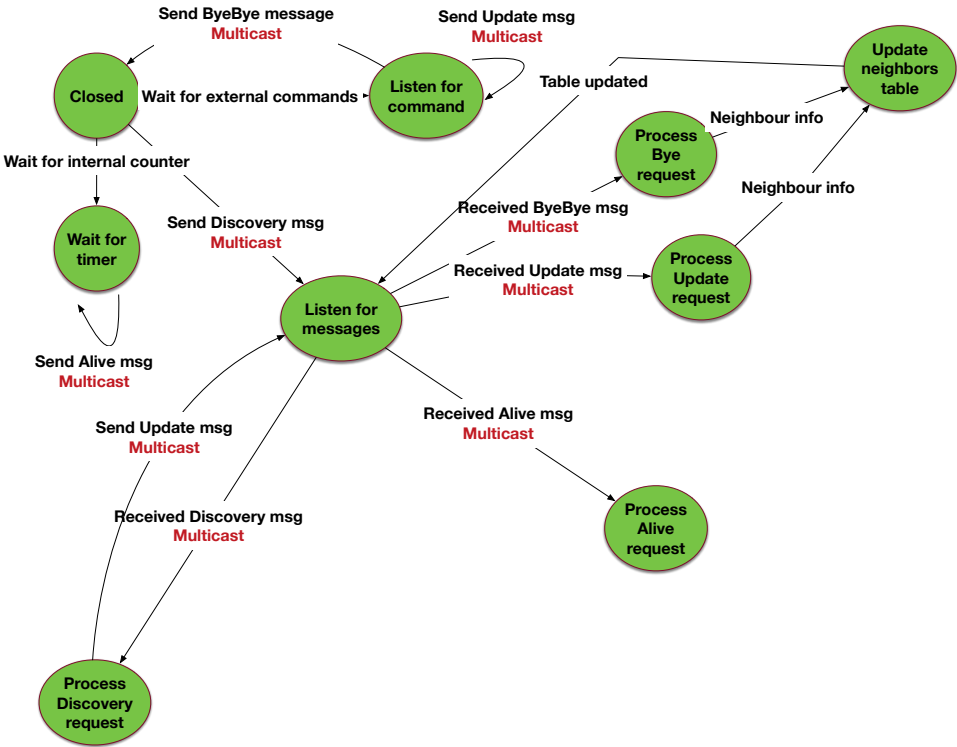 Send ByeBye message
Multicast
Send Update msg
Multicast
Update
neighbors
table
Closed
Wait for external commands
Listen for
command
Table updated
Neighbour info
Process
Bye
request
Wait for internal counter
Neighbour info
Received ByeBye msg
Multicast
Send Discovery msg
Multicast
Wait for
timer
Received Update msg
Multicast
Process
Update
request
Listen for
messages
Send Alive msg
Multicast
Received Alive msg
Multicast
Send Update msg
Multicast
Received Discovery msg
Multicast
Process
Alive
request
Process
Discovery
request